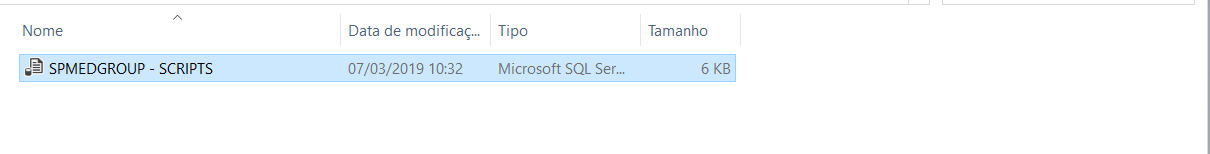 Nome Data de modificaç... Tipo Tamanho
SPMEDGROUP - SCRIPTS 07/03/2019 10:32 Microsoft SQL Ser... 6 KB